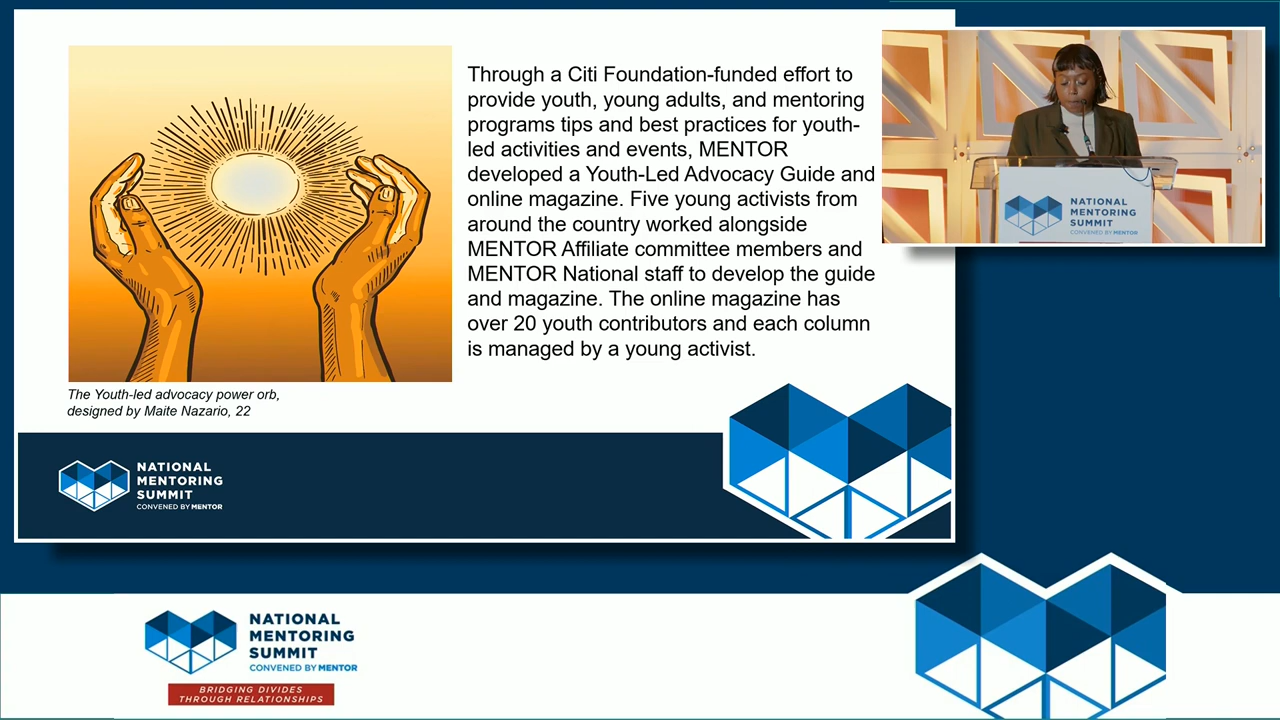 Through a Citi Foundation-funded effort to
provide youth, young adults, and mentoring
programs tips and best practices for youth-
led activities and events, MENTOR
developed a Youth-Led Advocacy Guide and
online magazine. Five young activists from
around the country worked alongside
MENTOR Affiliate committee members and
MENTOR National staff to develop the guide
and magazine. The online magazine has
over 20 youth contributors and each column
is managed by a young activist.
The Youth-led advocacy power orb,
designed by Maite Nazario, 22
NATIONAL
MENTORING
SUMMIT
CONVENED BY MENTOR
NATIONAL
MENTORING
SUMMIT
CONVENED BY MENTOR
NATIONAL
MENTORING
SUMMIT
CONVENED BY MENTOR
BRIDGING DIVIDES
THROUGH RELATIONSHIPS